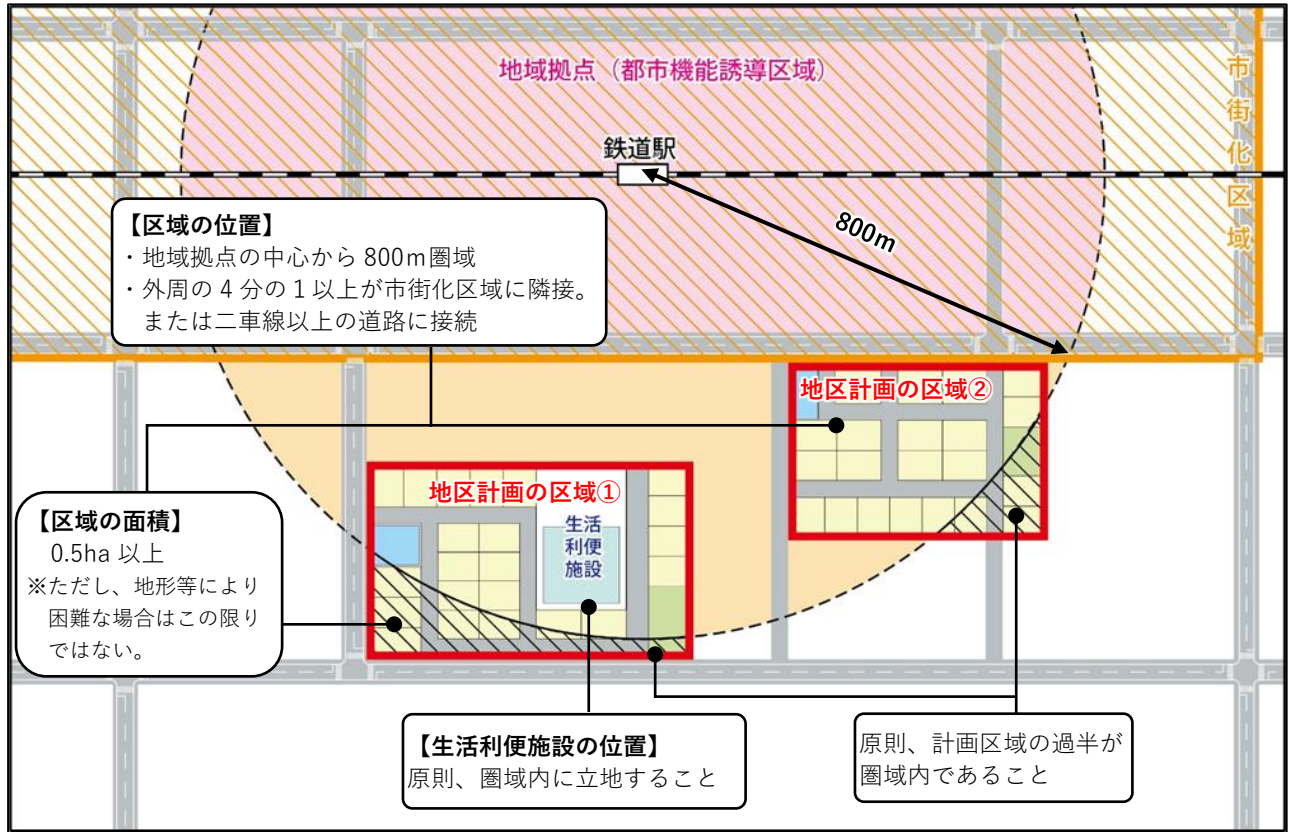 地域拠点（都市機能誘導区域）
市街化区域
鉄道駅
800m
【区域の位置】
・地域拠点の中心から 800m圏域
・外周の 4 分の 1 以上が市街化区域に隣接。
または二車線以上の道路に接続
地区計画の区域②
地区計画の区域①
生活
利便
施設
【区域の面積】
0.5ha 以上
※ただし、地形等により
困難な場合はこの限り
ではない。
【生活利便施設の位置】
原則、圏域内に立地すること
原則、計画区域の過半が
圏域内であること